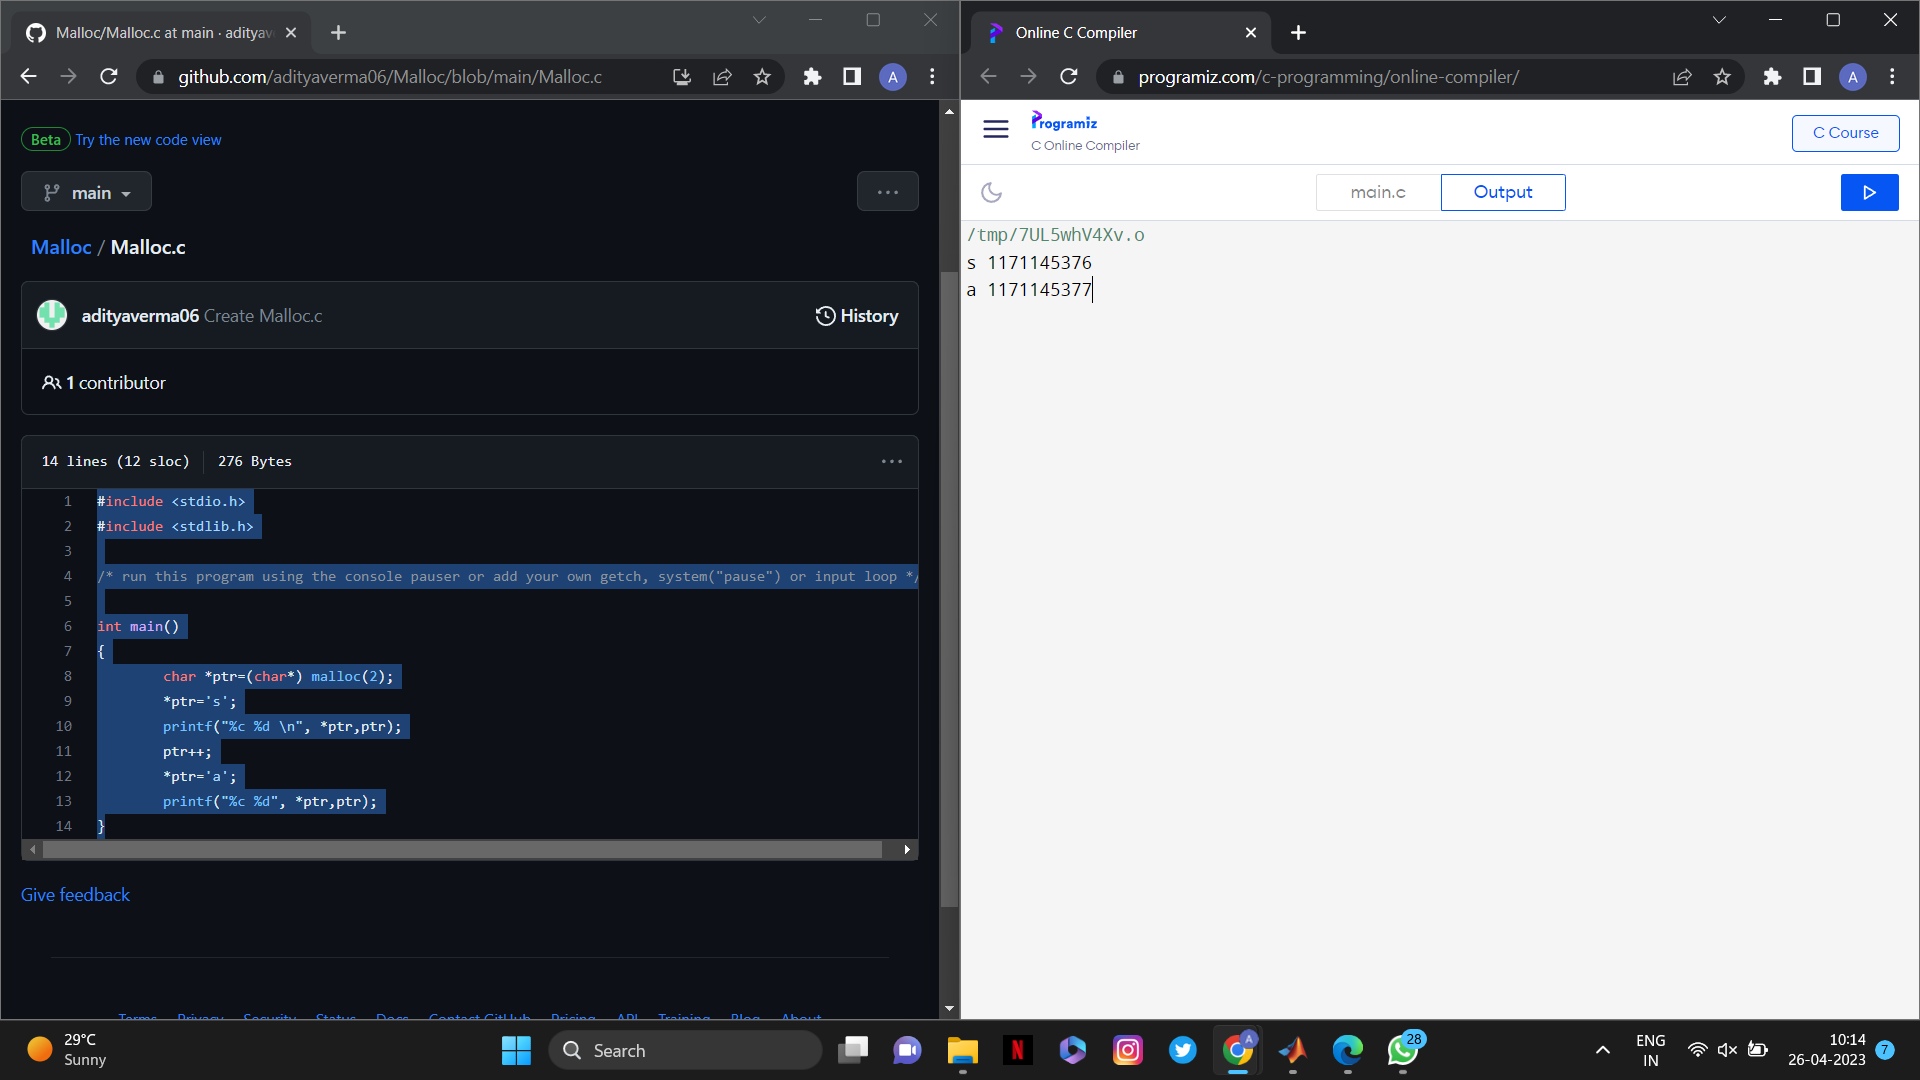 Malloc/Malloc.c at main · adityave
github.com/adityaverma06/Malloc/blob/main/Malloc.c
A
Beta Try the new code view
main
Malloc / Malloc.c
adityaverma06 Create Malloc.c
History
1 contributor
14 lines (12 sloc) 276 Bytes
1 #include <stdio.h>
2 #include <stdlib.h>
3
4 /* run this program using the console pauser or add your own getch, system("pause") or input loop */
5
6 int main()
7 {
8 char *ptr=(char*) malloc(2);
9 *ptr='s';
10 printf("%c %d \n", *ptr,ptr);
11 ptr++;
12 *ptr='a';
13 printf("%c %d", *ptr,ptr);
14 }
Give feedback
Terms Privacy Security Status Docs Contact GitHub Pricing API Training Blog About
Online C Compiler
programiz.com/c-programming/online-compiler/
A
Programiz
C Online Compiler
C Course
main.c
Output
/tmp/7UL5whV4Xv.o
s 1171145376
a 1171145377
29°C
Sunny
Search
N
A
28
ENG
IN
10:14
26-04-2023
7